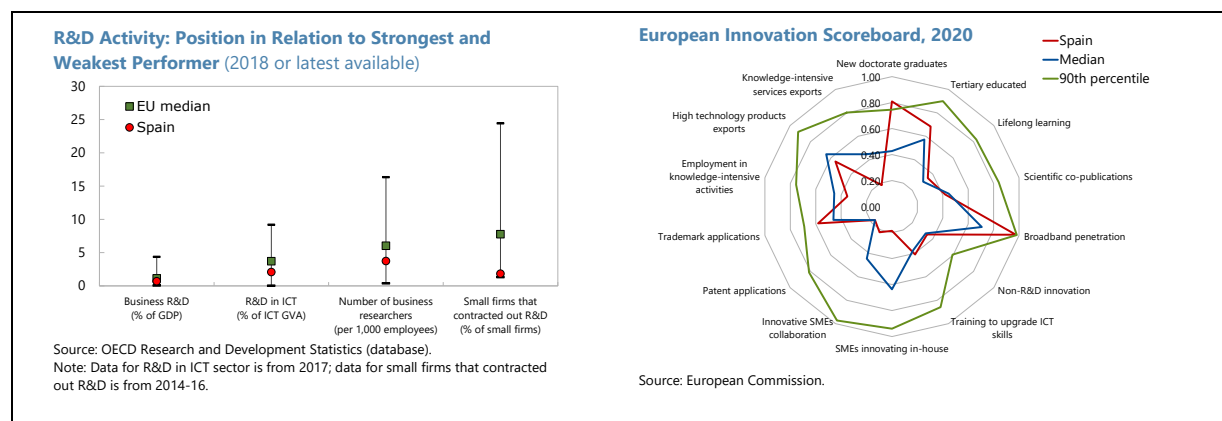 R&D Activity: Position in Relation to Strongest and
Weakest Performer (2018 or latest available)
30
25
20
15
10
5
0
EU median
Spain
Business R&D
(% of GDP)
R&D in ICT
(% of ICT GVA)
Number of business
researchers
(per 1,000 employees)
Small firms that
contracted out R&D
(% of small firms)
Source: OECD Research and Development Statistics (database).
Note: Data for R&D in ICT sector is from 2017; data for small firms that contracted
out R&D is from 2014-16.
European Innovation Scoreboard, 2020
Spain
Median
90th percentile
1.00
0.80
0.60
0.40
0.20
0.00
New doctorate graduates
Tertiary educated
Lifelong learning
Scientific co-publications
Broadband penetration
Non-R&D innovation
Training to upgrade ICT
skills
SMEs innovating in-house
Innovative SMEs
collaboration
Patent applications
Trademark applications
Employment in
knowledge-intensive
activities
High technology products
exports
Knowledge-intensive
services exports
Source: European Commission.